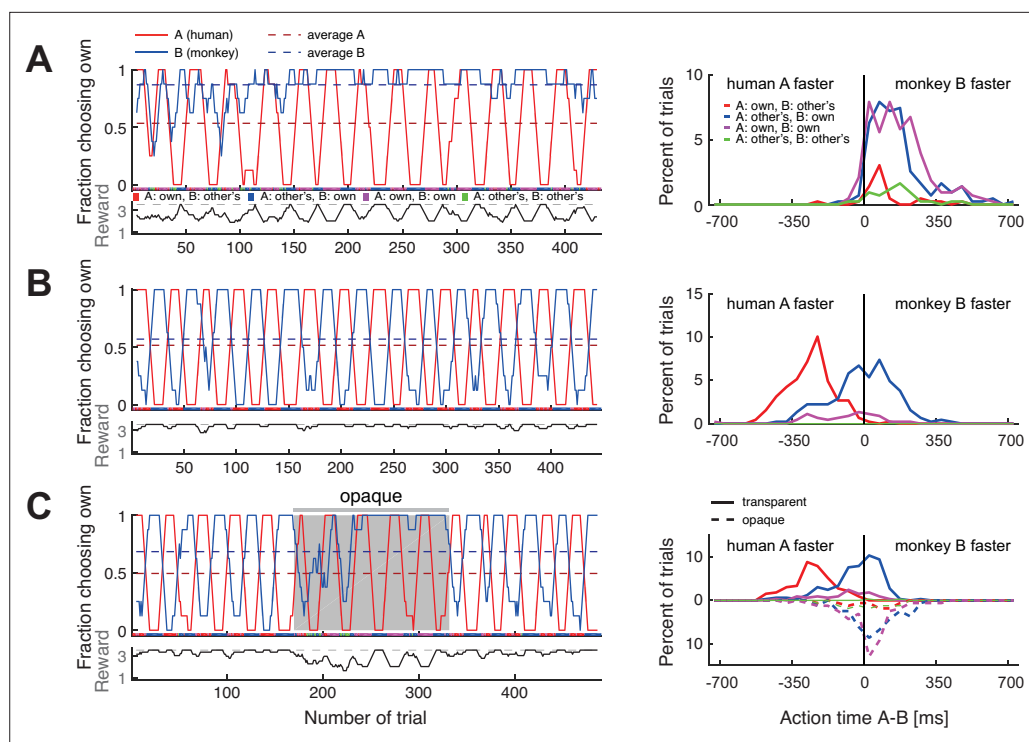 A (human) average A
B (monkey) average B
A
Fraction choosing own
1
0.5
0
A: own, B: other's A: other's, B: own A: own, B: own A: other's, B: other's
Reward
3
1
50 100 150 200 250 300 350 400
Percent of trials
10
5
0
human A faster monkey B faster
A: own, B: other's
A: other's, B: own
A: own, B: own
A: other's, B: other's
-700 -350 0 350 700
B
Fraction choosing own
1
0.5
0
Reward
3
1
50 100 150 200 250 300 350 400
Percent of trials
15
10
5
0
human A faster monkey B faster
-700 -350 0 350 700
C
opaque
Fraction choosing own
1
0.5
0
Reward
3
1
100 200 300 400
Number of trial
transparent
opaque
Percent of trials
human A faster monkey B faster
10
0
10
-700 -350 0 350 700
Action time A-B [ms]